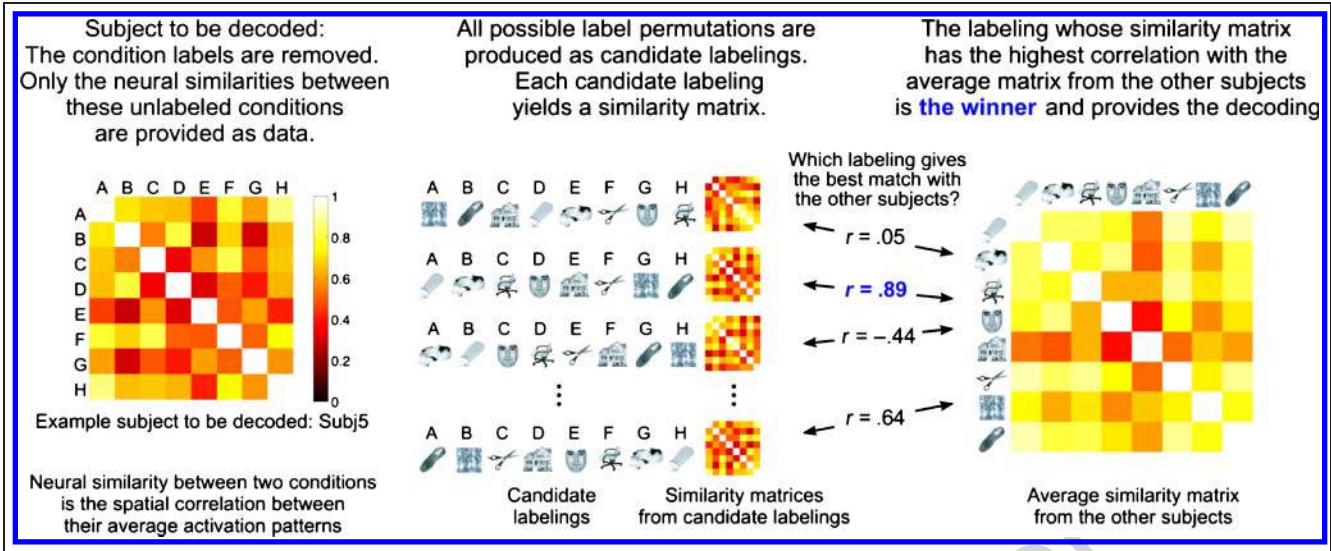 Subject to be decoded:
The condition labels are removed.
Only the neural similarities between
these unlabeled conditions
are provided as data.
A B C D E F G H
A
B
C
D
E
F
G
H
1
0.8
0.6
0.4
0.2
0
Example subject to be decoded: Subj5
Neural similarity between two conditions
is the spatial correlation between
their average activation patterns
All possible label permutations are
produced as candidate labelings.
Each candidate labeling
yields a similarity matrix.
A B C D E F G H
A B C D E F G H
A B C D E F G H
A B C D E F G H
Candidate
labelings
Similarity matrices
from candidate labelings
Which labeling gives
the best match with
the other subjects?
r = .05
r = .89
r = –.44
r = .64
The labeling whose similarity matrix
has the highest correlation with the
average matrix from the other subjects
is the winner and provides the decoding
Average similarity matrix
from the other subjects